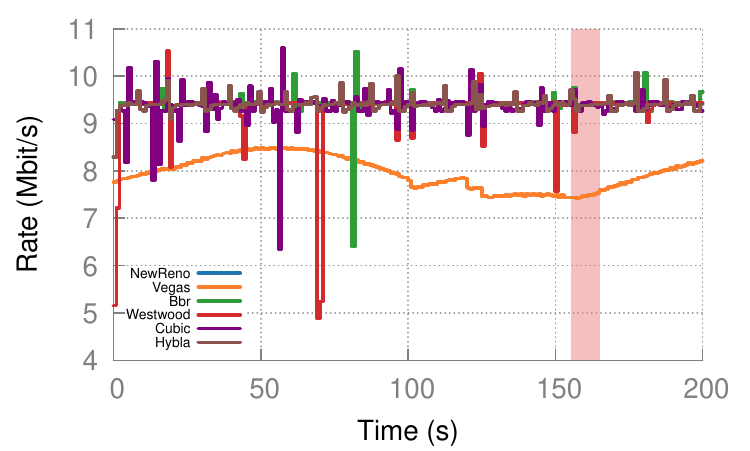 11
10
9
8
7
6
5
4
Rate (Mbit/s)
NewReno
Vegas
Bbr
Westwood
Cubic
Hybla
0 50 100 150 200
Time (s)